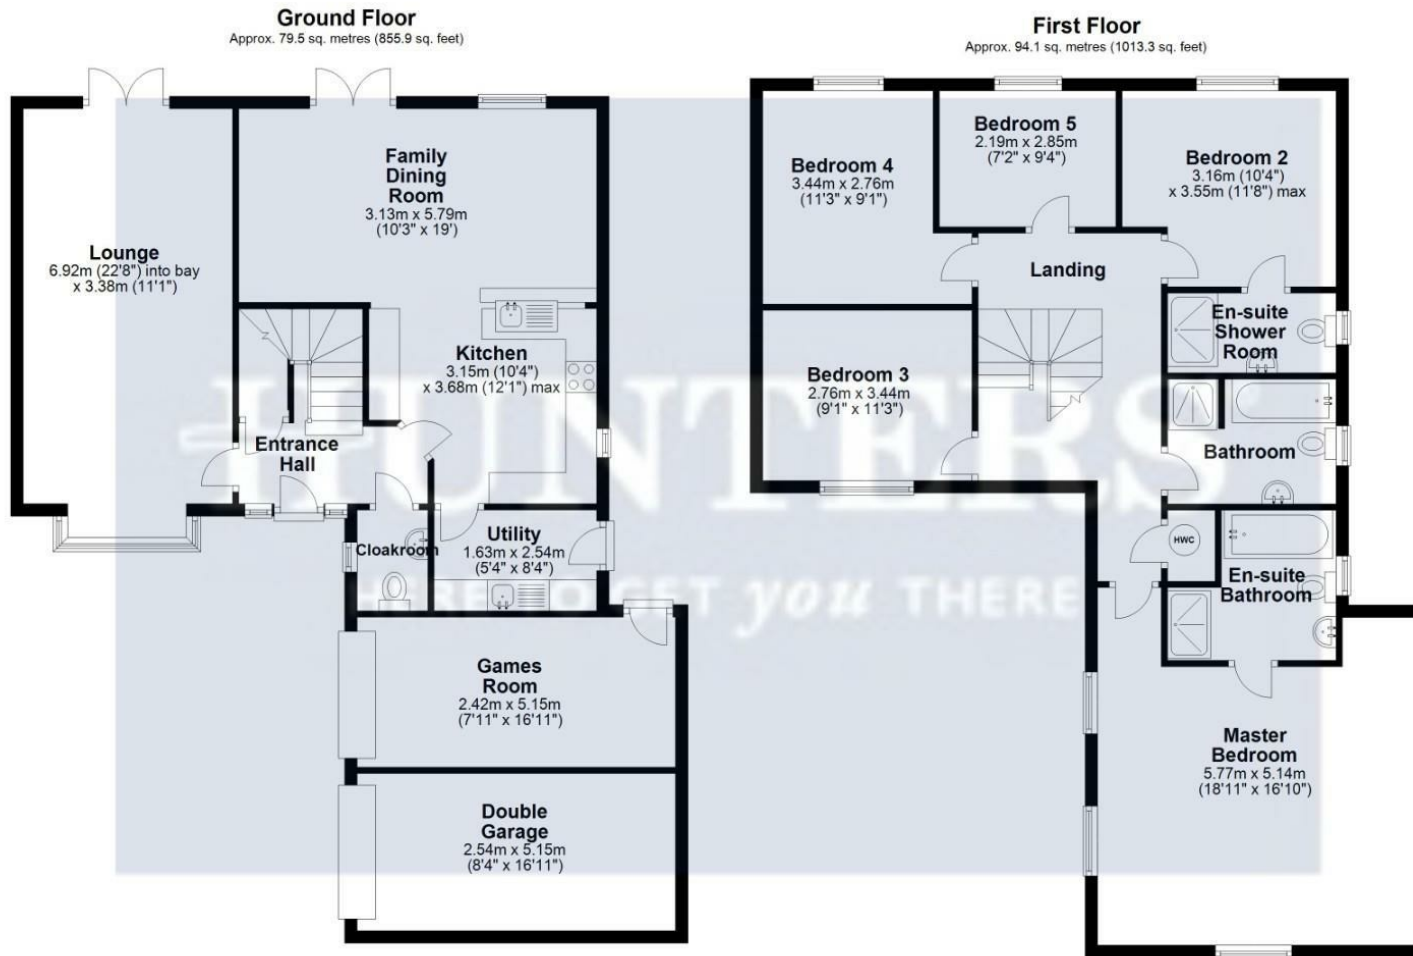 Ground Floor
Approx. 79.5 sq. metres (855.9 sq. feet)
Family
Dining
Room
3.13m x 5.79m
(10'3" x 19')
Lounge
6.92m (22'8") into bay
x 3.38m (11'1")
Kitchen
3.15m (10'4")
x 3.68m (12'1") max
Entrance
Hall
Cloakroom
Utility
1.63m x 2.54m
(5'4" x 8'4")
Games
Room
2.42m x 5.15m
(7'11" x 16'11")
Double
Garage
2.54m x 5.15m
(8'4" x 16'11")
First Floor
Approx. 94.1 sq. metres (1013.3 sq. feet)
Bedroom 4
3.44m x 2.76m
(11'3" x 9'1")
Bedroom 5
2.19m x 2.85m
(7'2" x 9'4")
Bedroom 2
3.16m (10'4")
x 3.55m (11'8") max
Landing
En-suite
Shower
Room
Bedroom 3
2.76m x 3.44m
(9'1" x 11'3")
Bathroom
HWC
En-suite
Bathroom
Master
Bedroom
5.77m x 5.14m
(18'11" x 16'10")
HUNTERS
HERE TO GET you THERE